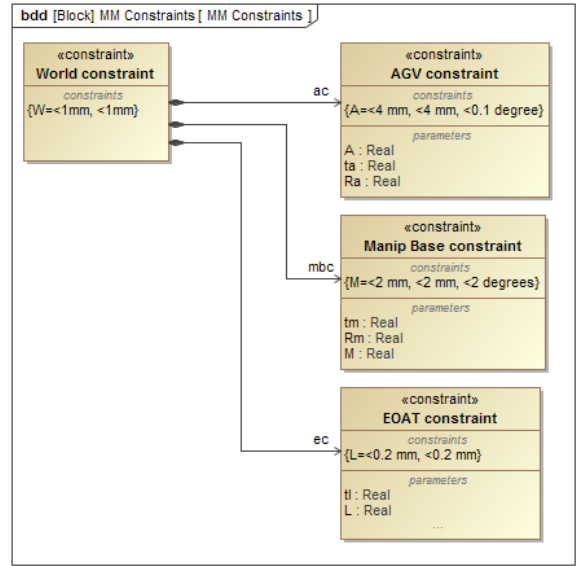 bdd [Block] MM Constraints [ MM Constraints ]
«constraint»
World constraint
constraints
{W=<1mm, <1mm}
ac
«constraint»
AGV constraint
constraints
{A=<4 mm, <4 mm, <0.1 degree}
parameters
A : Real
ta : Real
Ra : Real
mbc
«constraint»
Manip Base constraint
constraints
{M=<2 mm, <2 mm, <2 degrees}
parameters
tm : Real
Rm : Real
M : Real
ec
«constraint»
EOAT constraint
constraints
{L=<0.2 mm, <0.2 mm}
parameters
tl : Real
L : Real
...